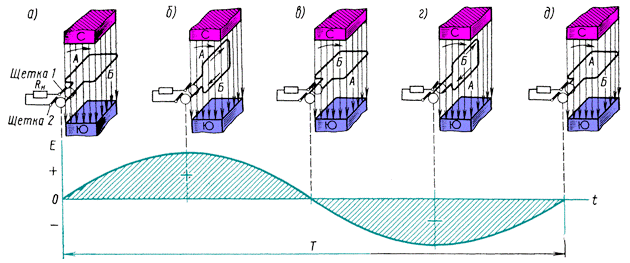 а) б) в) г) д)
С С С С С
А А Б Б А
Щетка 1
Rн
Б Б А А Б
Щетка 2
Ю Ю Ю Ю Ю
E
+ +
0 t
− −
T